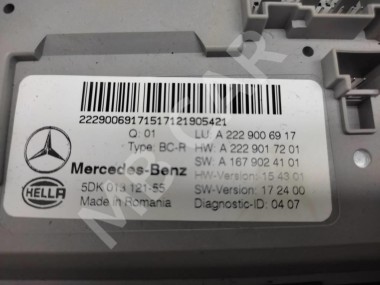 22290069171517121905421
Q: 01 LU: A 222 900 69 17
Type: BC-R HW: A 222 901 72 01
Mercedes-Benz SW: A 167 902 41 01
HELLA 5DK 013 121-55 HW-Version: 15 43 01
SW-Version: 17 24 00
Made in Romania Diagnostic-ID: 04 07